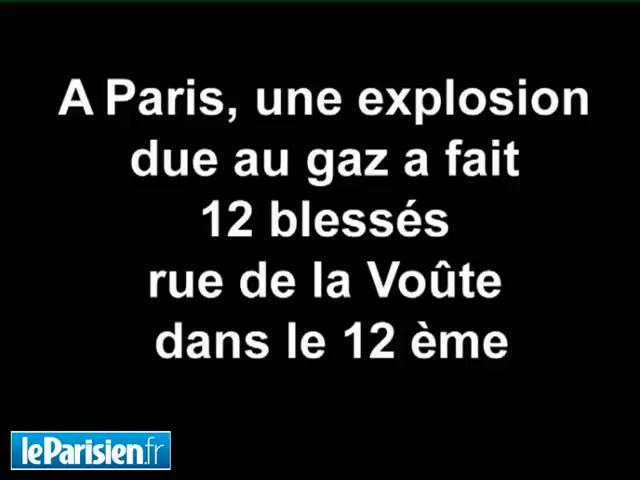 A Paris, une explosion
due au gaz a fait
12 blessés
rue de la Voûte
dans le 12 ème
leParisien.fr